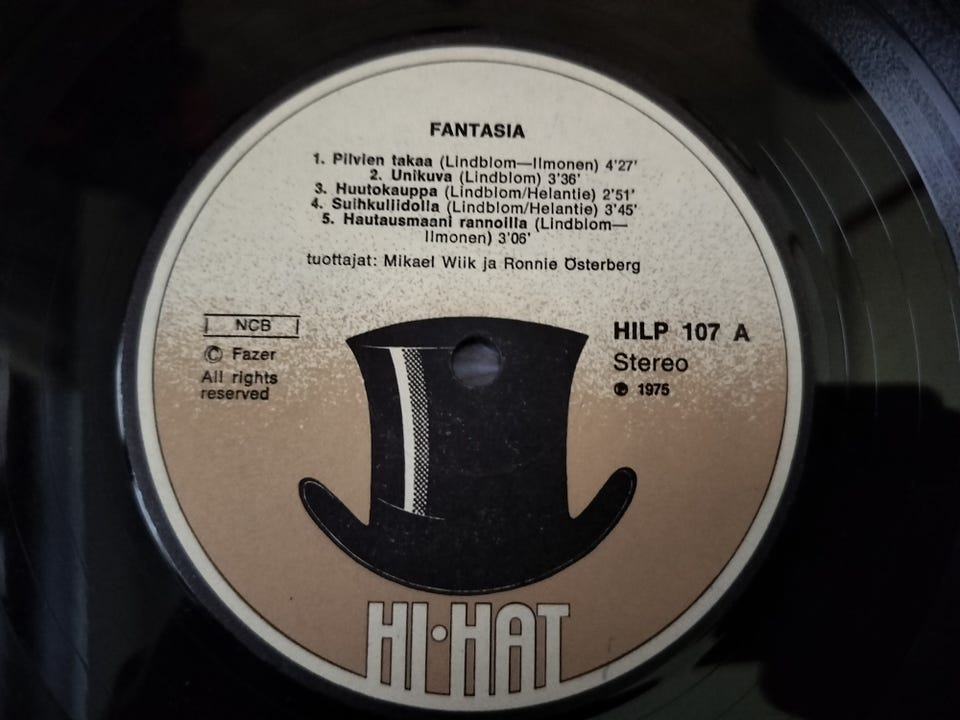 FANTASIA
1. Pilvien takaa (Lindblom—Ilmonen) 4'27'
2. Unikuva (Lindblom) 3'36'
3. Huutokauppa (Lindblom/Helantie) 2'51'
4. Suihkuliidolla (Lindblom/Helantie) 3'45'
5. Hautausmaani rannoilla (Lindblom—
Ilmonen) 3'06'
tuottajat: Mikael Wiik ja Ronnie Österberg
NCB
© Fazer
All rights
reserved
HILP 107 A
Stereo
℗ 1975
HI•HAT